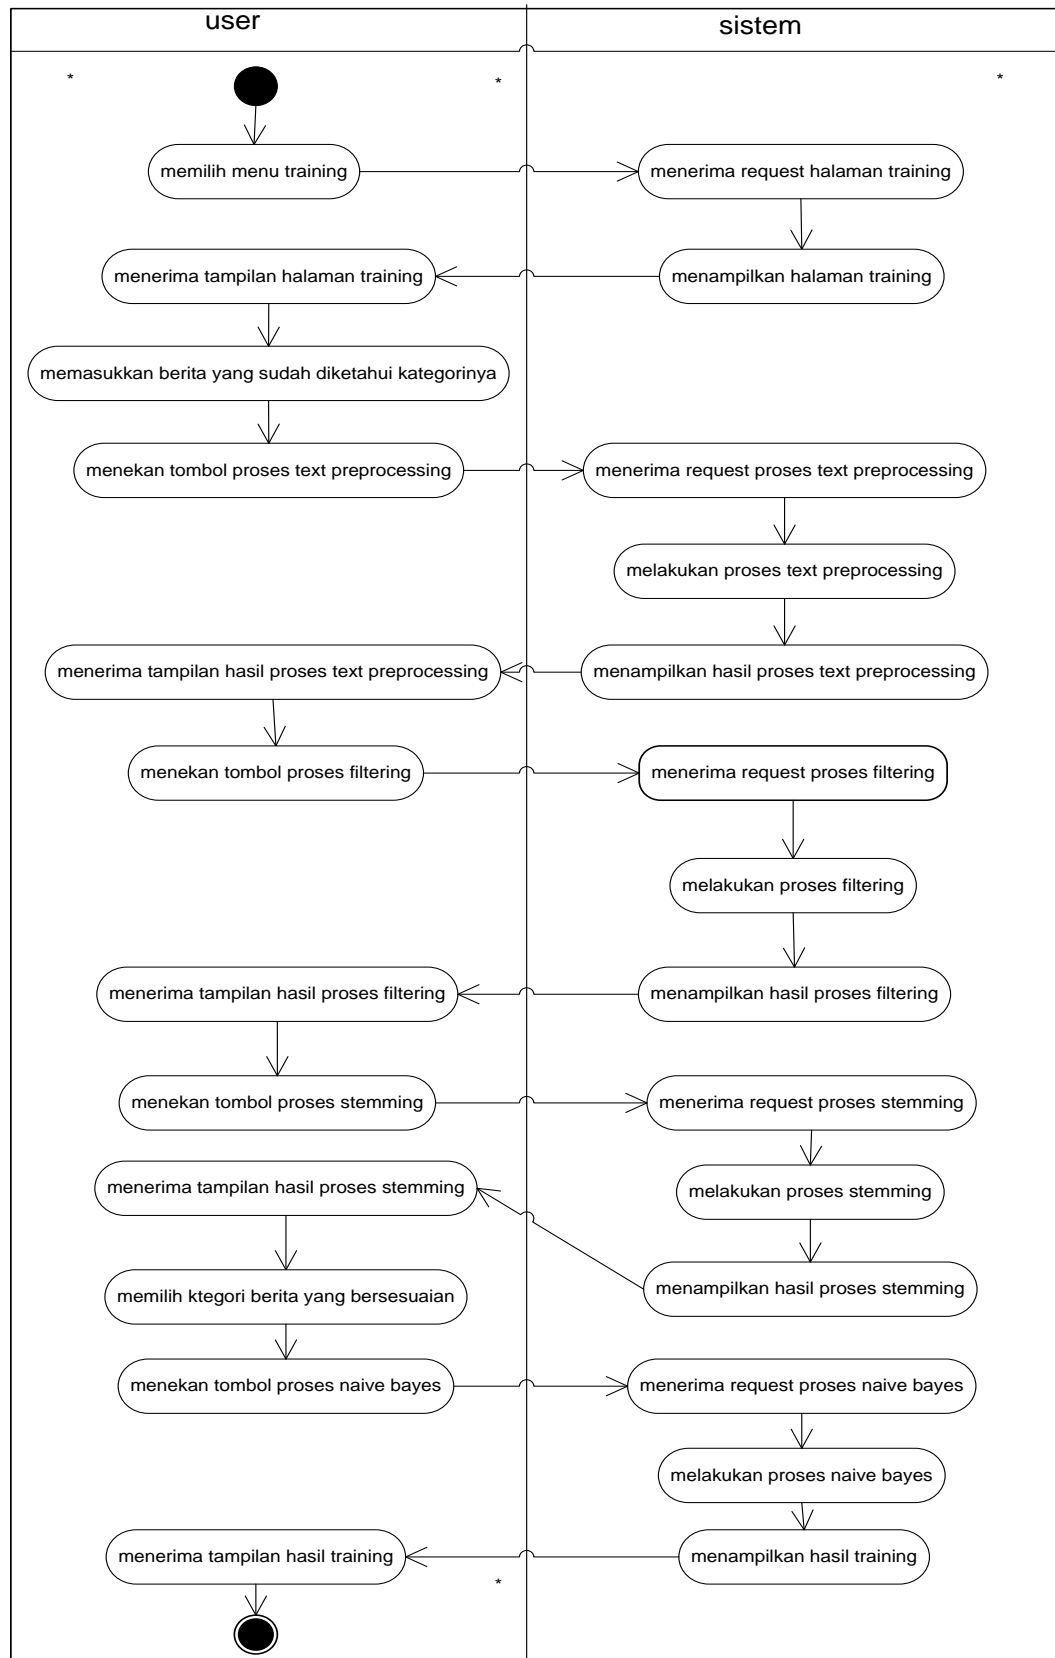 user
sistem
*
*
*
memilih menu training
menerima request halaman training
menerima tampilan halaman training
menampilkan halaman training
memasukkan berita yang sudah diketahui kategorinya
menekan tombol proses text preprocessing
menerima request proses text preprocessing
melakukan proses text preprocessing
menerima tampilan hasil proses text preprocessing
menampilkan hasil proses text preprocessing
menekan tombol proses filtering
menerima request proses filtering
melakukan proses filtering
menerima tampilan hasil proses filtering
menampilkan hasil proses filtering
menekan tombol proses stemming
menerima request proses stemming
menerima tampilan hasil proses stemming
melakukan proses stemming
memilih ktegori berita yang bersesuaian
menampilkan hasil proses stemming
menekan tombol proses naive bayes
menerima request proses naive bayes
melakukan proses naive bayes
menerima tampilan hasil training
menampilkan hasil training
*